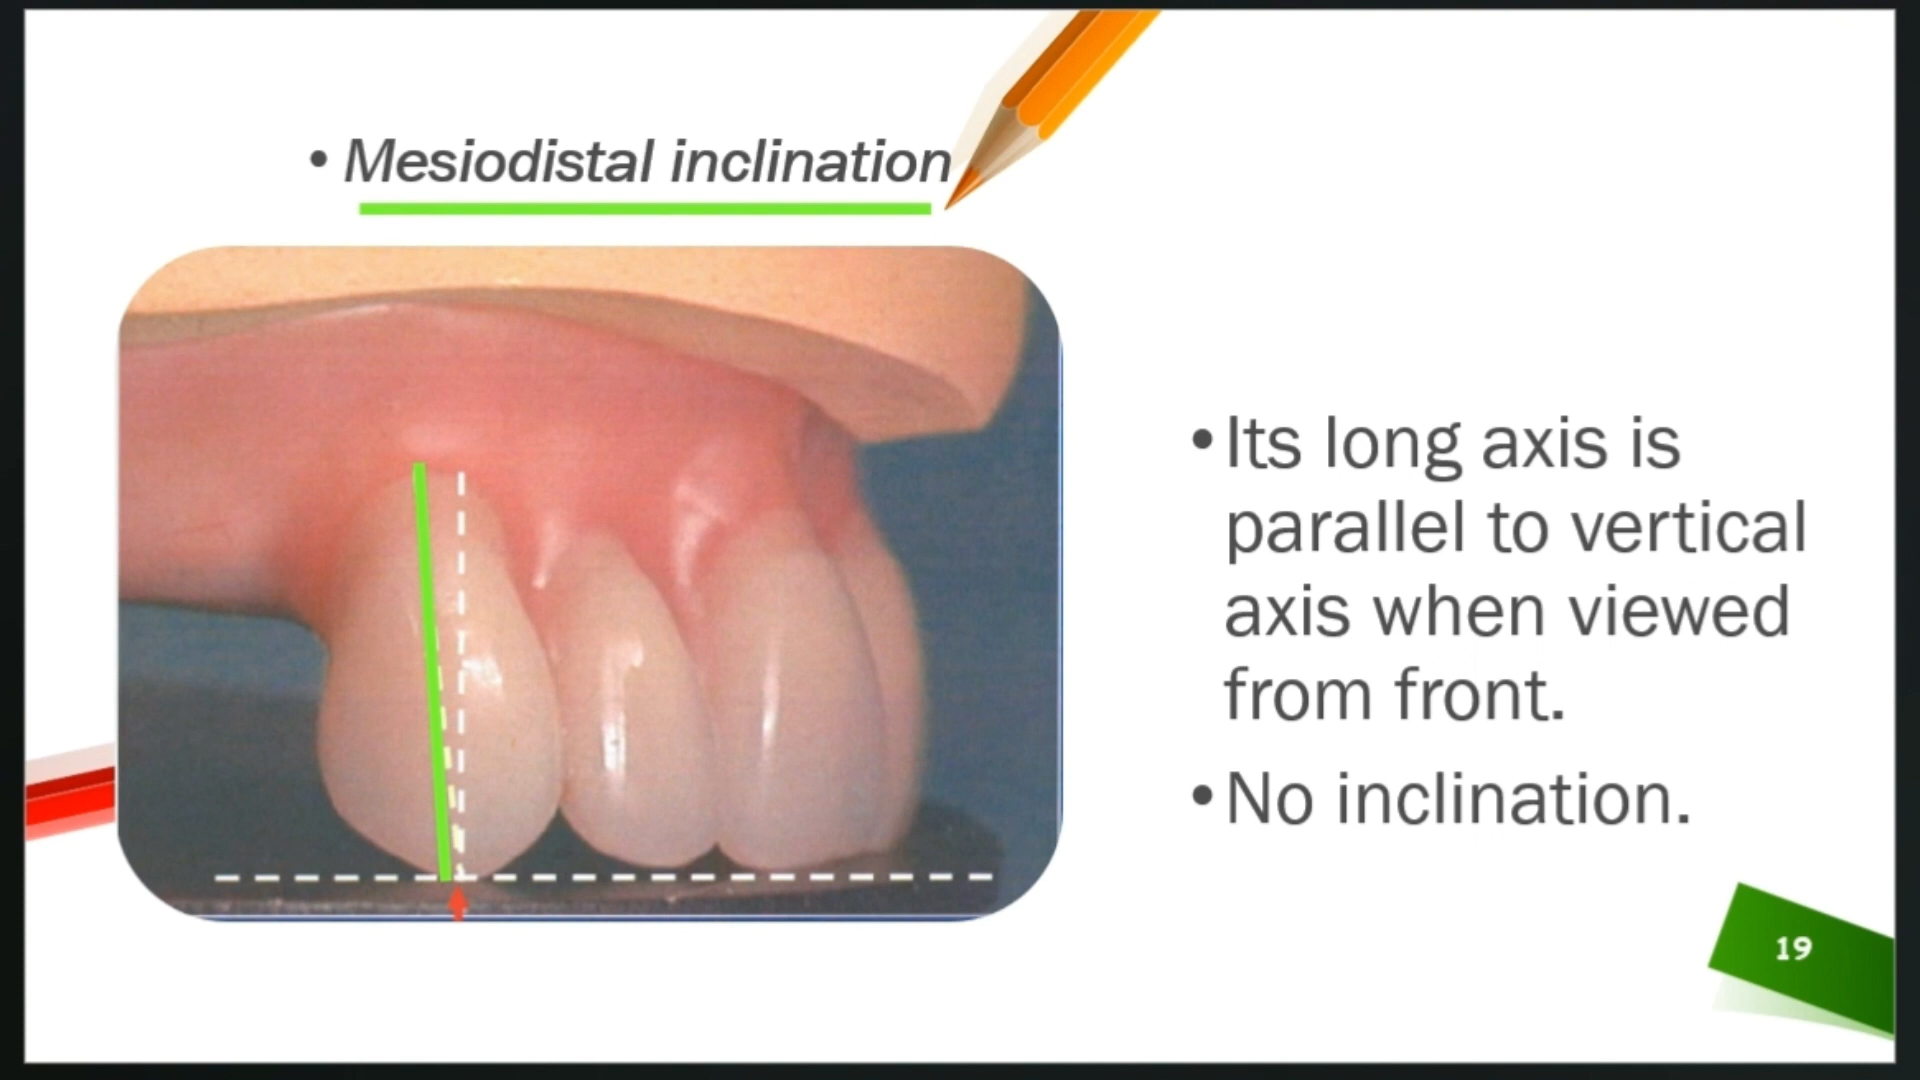 • Mesiodistal inclination
• Its long axis is
parallel to vertical
axis when viewed
from front.
• No inclination.
19